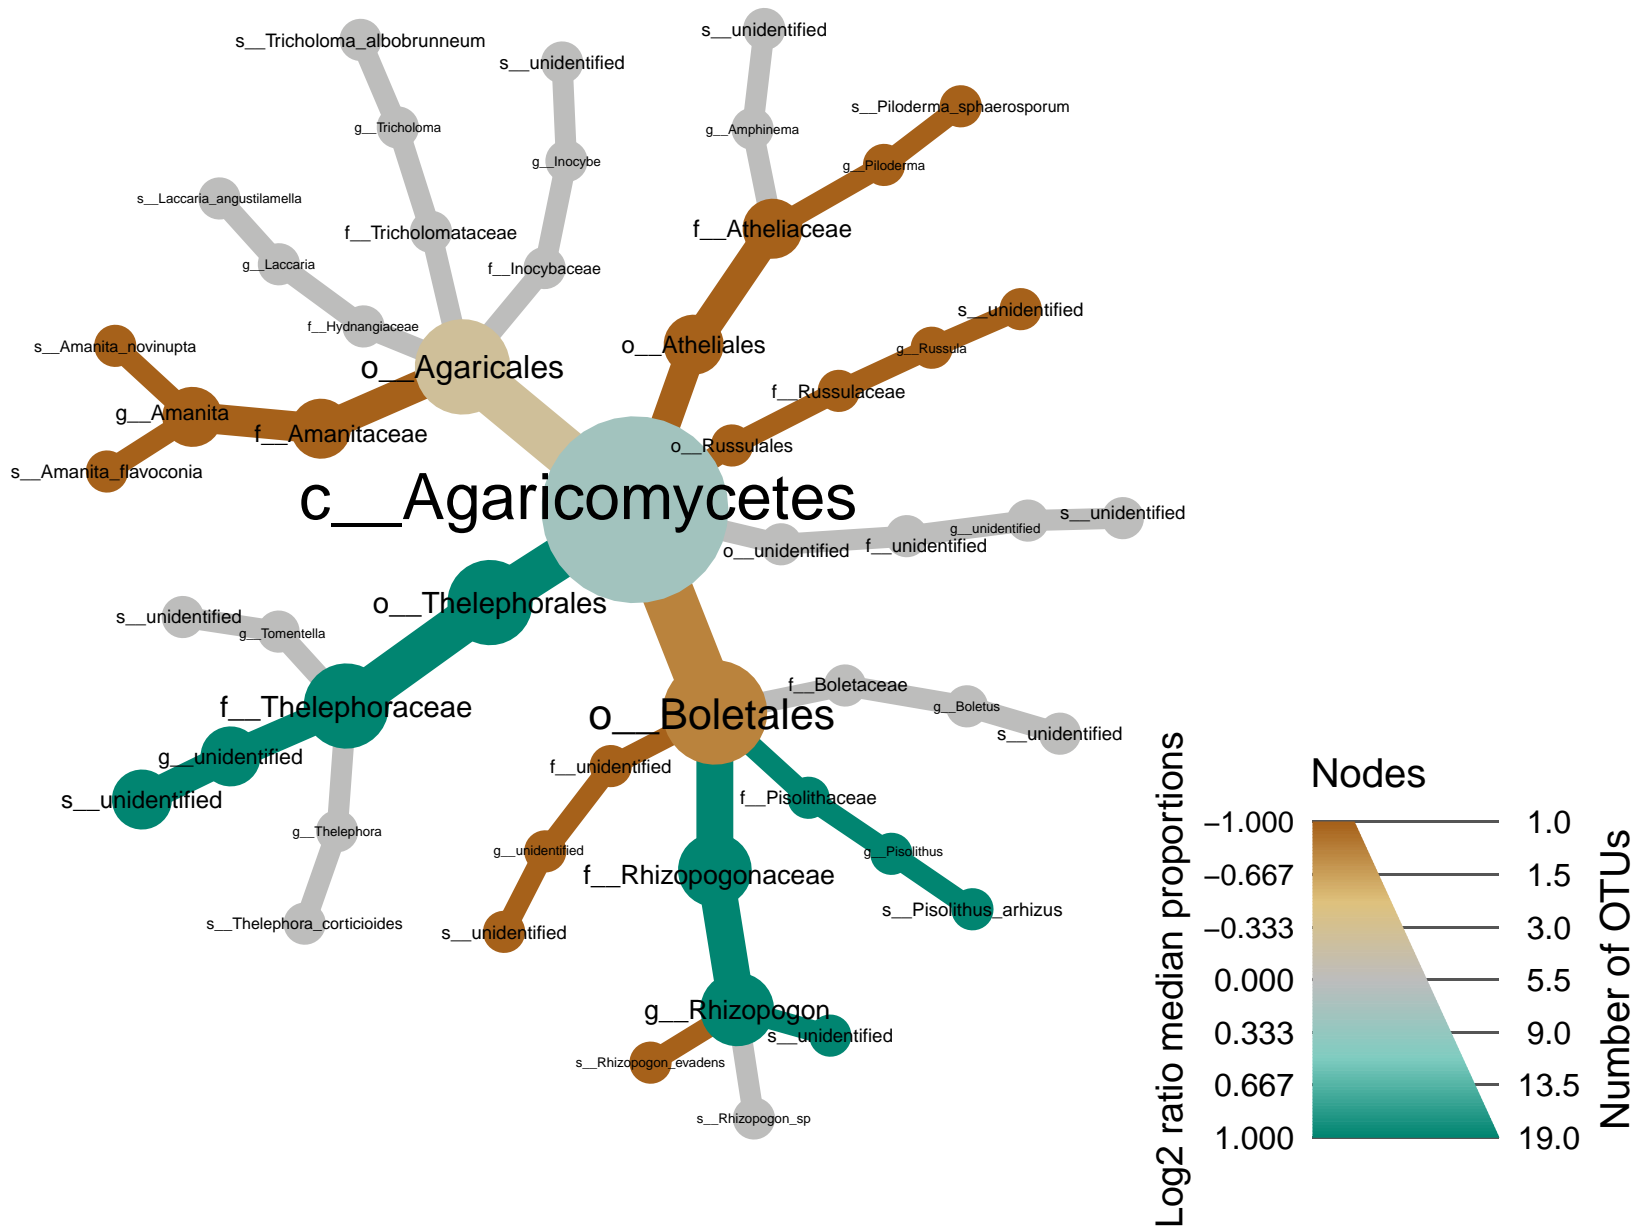 s__unidentified
s__Tricholoma_albobrunneum
s__unidentified
s__Piloderma_sphaerosporum
g__Tricholoma
g__Amphinema
g__Inocybe
g__Piloderma
s__Laccaria_angustilamella
f__Tricholomataceae
f__Atheliaceae
g__Laccaria
f__Inocybaceae
s__unidentified
f__Hydnangiaceae
s__Amanita_novinupta
o__Atheliales
g__Russula
o__Agaricales
f__Russulaceae
g__Amanita
f__Amanitaceae
o__Russulales
s__Amanita_flavoconia
c__Agaricomycetes
s__unidentified
g__unidentified
f__unidentified
o__unidentified
o__Thelephorales
s__unidentified
g__Tomentella
f__Boletaceae
f__Thelephoraceae
g__Boletus
o__Boletales
s__unidentified
g__unidentified
f__unidentified
s__unidentified
f__Pisolithaceae
g__Thelephora
g__unidentified
g__Pisolithus
f__Rhizopogonaceae
s__Pisolithus_arhizus
s__Thelephora_corticioides
s__unidentified
g__Rhizopogon
s__unidentified
s__Rhizopogon_evadens
s__Rhizopogon_sp
Nodes
Log2 ratio median proportions
Number of OTUs
−1.000 1.0
−0.667 1.5
−0.333 3.0
0.000 5.5
0.333 9.0
0.667 13.5
1.000 19.0